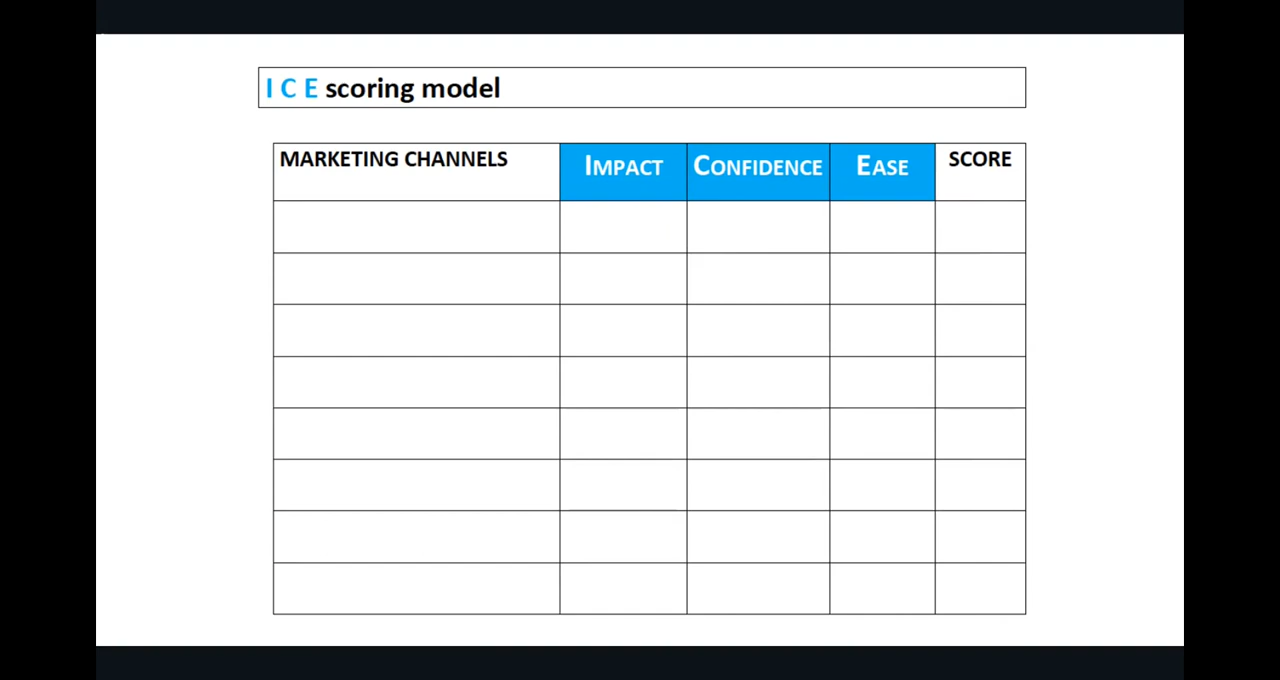 I C E scoring model
MARKETING CHANNELS IMPACT CONFIDENCE EASE SCORE